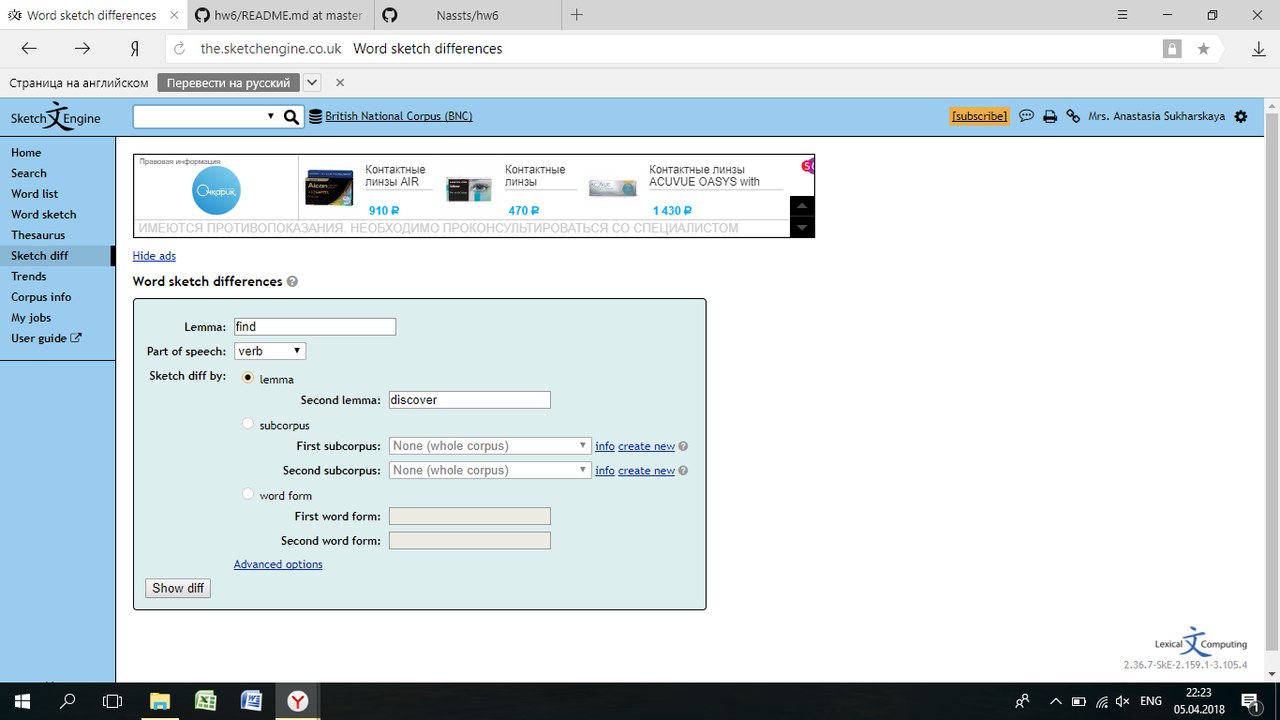 Word sketch differences
hw6/README.md at master
Nassts/hw6
the.sketchengine.co.uk Word sketch differences
Страница на английском Перевести на русский
Sketch 文 Engine
British National Corpus (BNC)
[subscribe] Mrs. Anastasia Sukharskaya
Home
Search
Word list
Word sketch
Thesaurus
Sketch diff
Trends
Corpus info
My jobs
User guide
Правовая информация
Очкарик
Контактные линзы AIR
910 ₽
Контактные линзы
470 ₽
Контактные линзы ACUVUE OASYS with
1 430 ₽
ИМЕЮТСЯ ПРОТИВОПОКАЗАНИЯ. НЕОБХОДИМО ПРОКОНСУЛЬТИРОВАТЬСЯ СО СПЕЦИАЛИСТОМ
Hide ads
Word sketch differences
Lemma: find
Part of speech: verb
Sketch diff by: lemma
Second lemma: discover
subcorpus
First subcorpus: None (whole corpus) info create new
Second subcorpus: None (whole corpus) info create new
word form
First word form:
Second word form:
Advanced options
Show diff
Lexical 文 Computing
2.36.7-SkE-2.159.1-3.105.4
ENG
22:23
05.04.2018
1